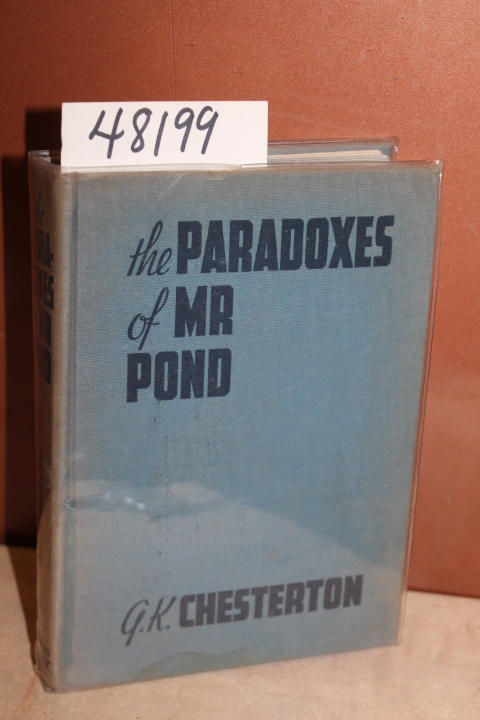 48199
the PARADOXES
of MR
POND
G.K. CHESTERTON